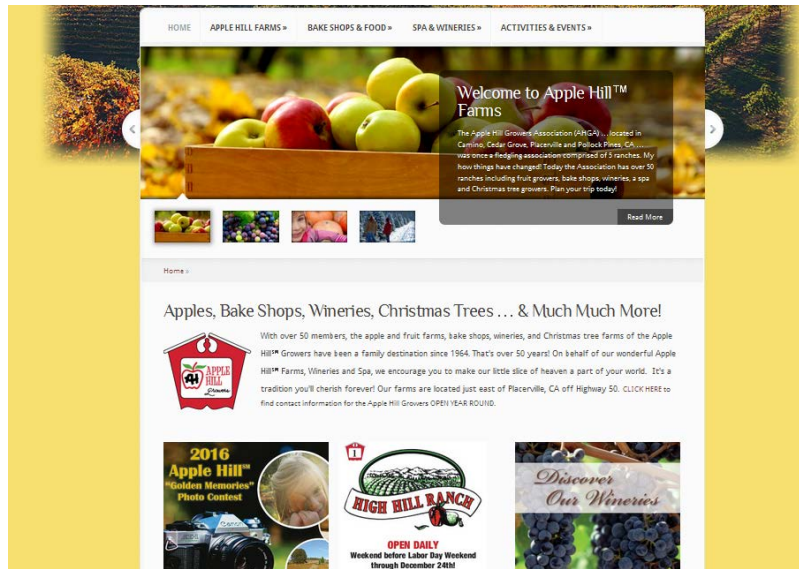 HOME
APPLE HILL FARMS »
BAKE SHOPS & FOOD »
SPA & WINERIES »
ACTIVITIES & EVENTS »
Welcome to Apple Hill™
Farms
The Apple Hill Growers Association (AHGA) . . . located in
Camino, Cedar Grove, Placerville and Pollock Pines, CA . . . .
was once a fledgling association comprised of 5 ranches. My
how things have changed! Today the Association has over 50
ranches including fruit growers, bake shops, wineries, a spa
and Christmas tree growers. Plan your trip today!
Read More
Home »
Apples, Bake Shops, Wineries, Christmas Trees . . . & Much Much More!
With over 50 members, the apple and fruit farms, bake shops, wineries, and Christmas tree farms of the Apple
Hill℠ Growers have been a family destination since 1964. That's over 50 years! On behalf of our wonderful Apple
Hill℠ Farms, Wineries and Spa, we encourage you to make our little slice of heaven a part of your world. It's a
tradition you'll cherish forever! Our farms are located just east of Placerville, CA off Highway 50. CLICK HERE to
find contact information for the Apple Hill Growers OPEN YEAR ROUND.
AH
APPLE
HILL
Growers
2016
Apple Hill℠
"Golden Memories"
Photo Contest
Canon
1
HIGH HILL RANCH
OPEN DAILY
Weekend before Labor Day Weekend
through December 24th!
Discover
Our Wineries